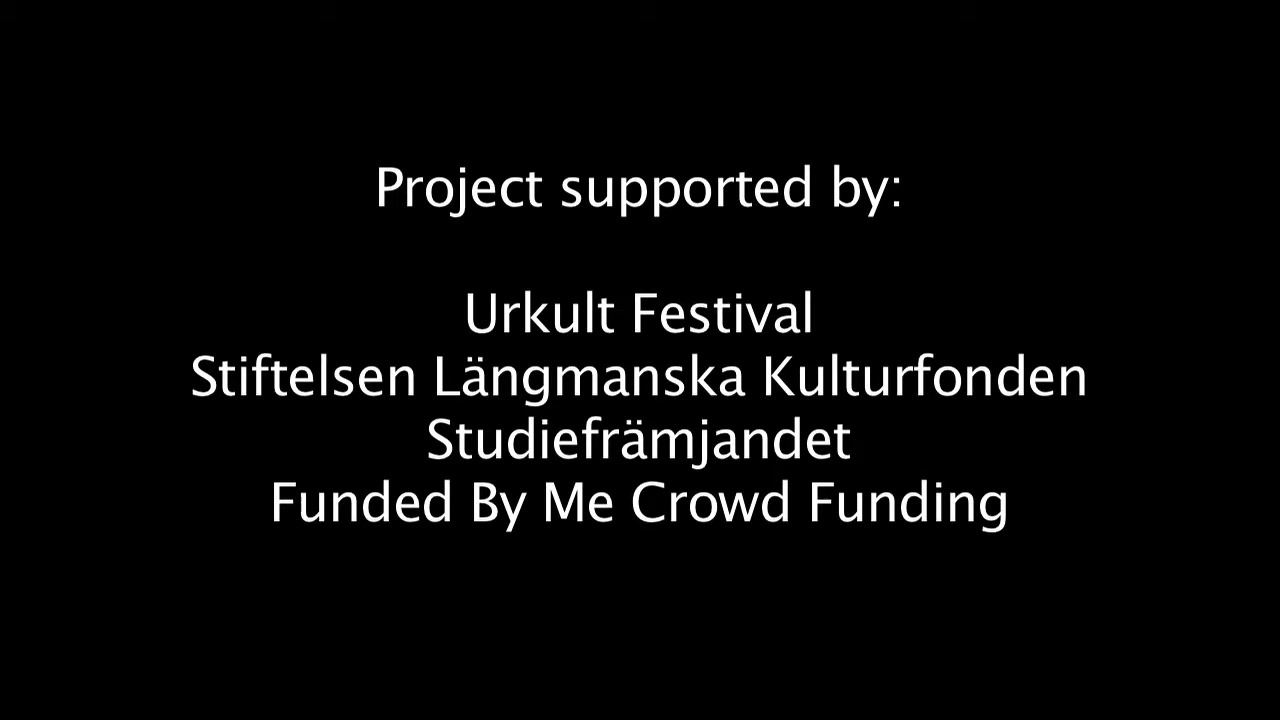 Project supported by:
Urkult Festival
Stiftelsen Längmanska Kulturfonden
Studiefrämjandet
Funded By Me Crowd Funding